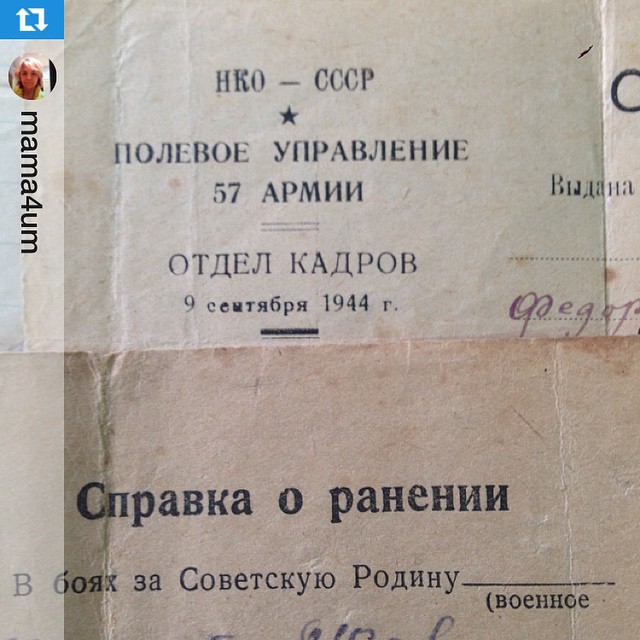 mama4um
НКО — СССР
ПОЛЕВОЕ УПРАВЛЕНИЕ
57 АРМИИ
ОТДЕЛ КАДРОВ
9 сентября 1944 г.
Выдана
Федор
Справка о ранении
В боях за Советскую Родину
(военное